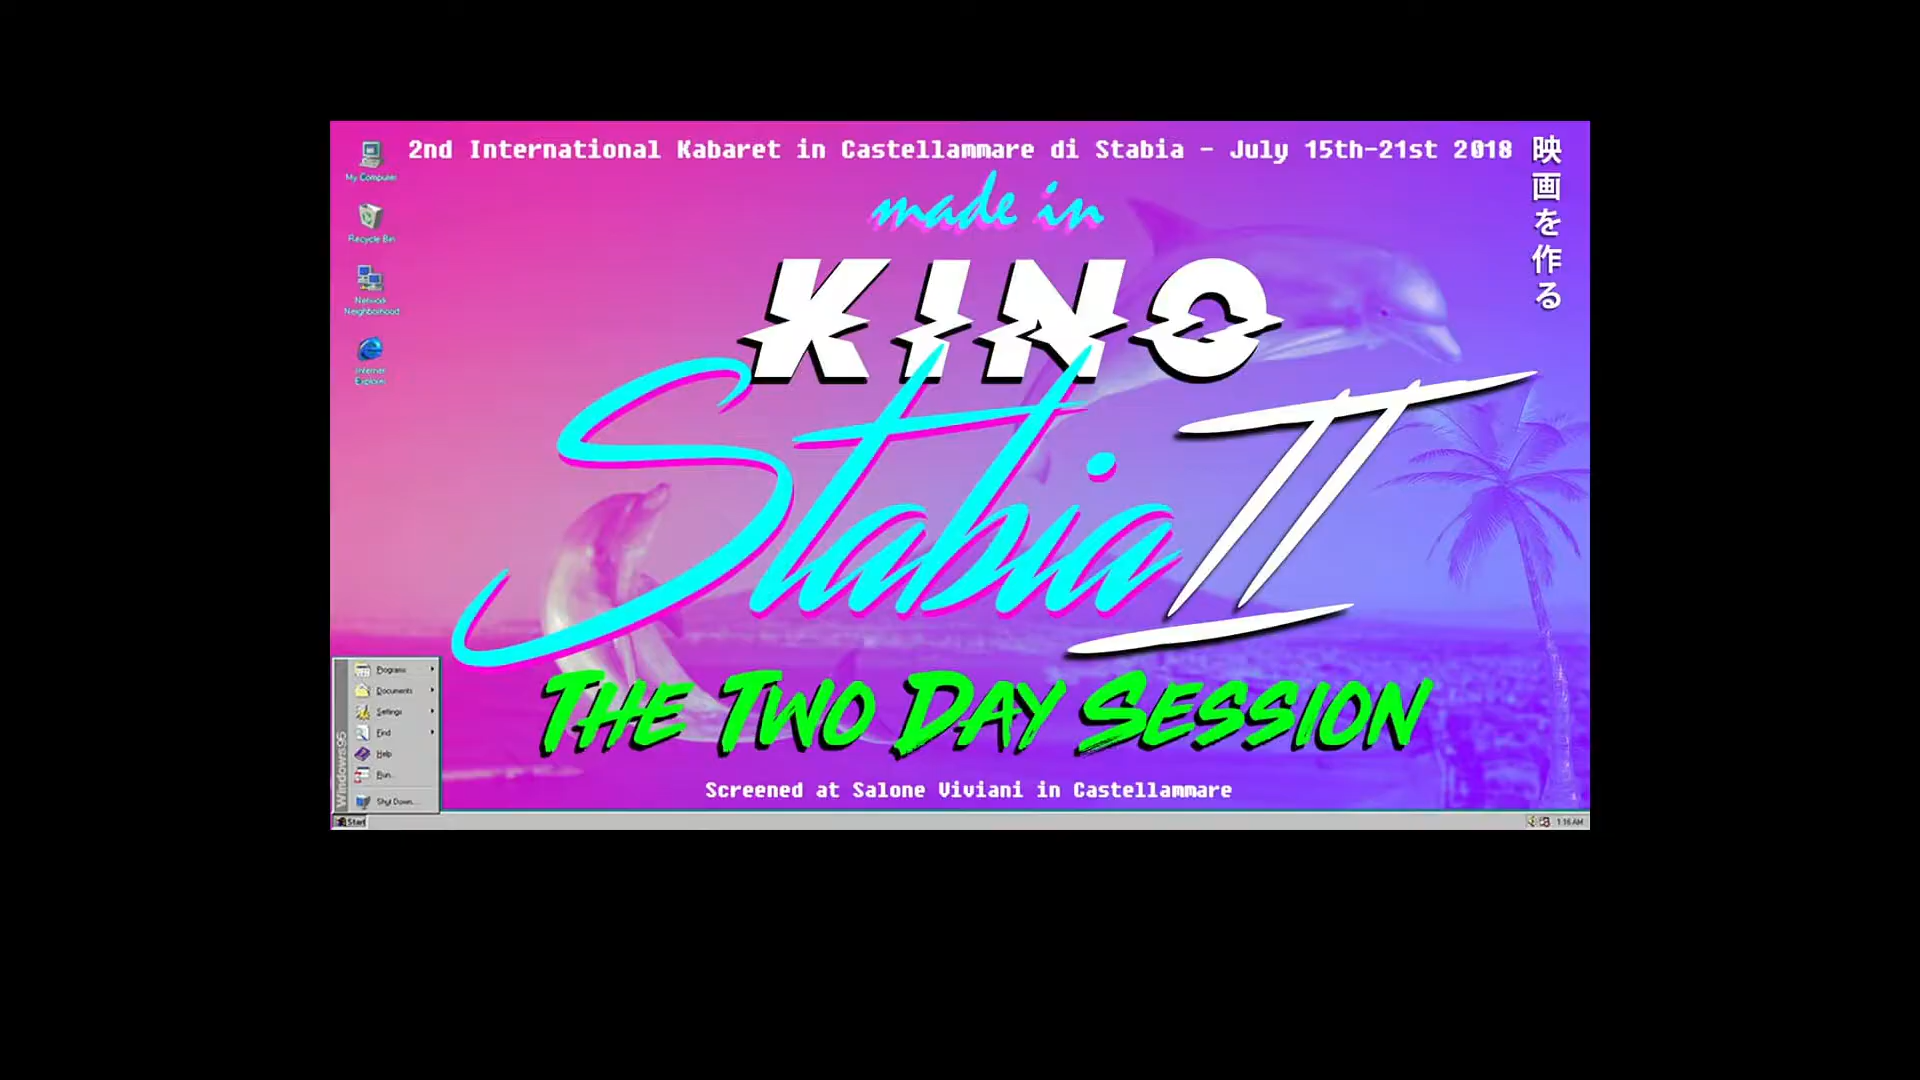 2nd International Kabaret in Castellammare di Stabia - July 15th-21st 2018
映画を作る
made in
KINO
Stabia II
THE TWO DAY SESSION
Screened at Salone Viviani in Castellammare
My Computer
Recycle Bin
Network
Neighborhood
Internet
Explorer
Windows95
Programs
Documents
Settings
Find
Help
Run...
Shut Down...
Start
1:16 AM